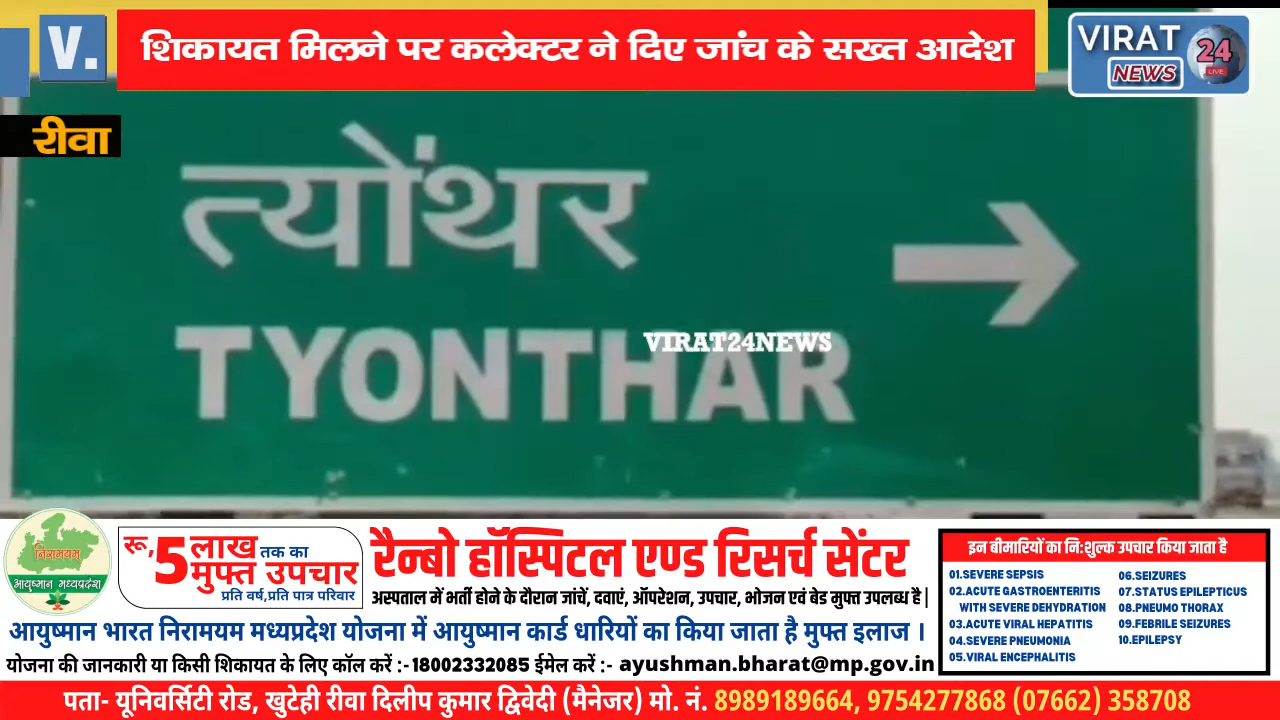 V.
शिकायत मिलने पर कलेक्टर ने दिए जांच के सख्त आदेश
VIRAT
24
NEWS
LIVE
रीवा
त्योंथर
TYONTHAR
VIRAT24NEWS
निरामयम्
आयुष्मान मध्यप्रदेश
रू,5 लाख तक का
मुफ्त उपचार
प्रति वर्ष,प्रति पात्र परिवार
रैन्बो हॉस्पिटल एण्ड रिसर्च सेंटर
अस्पताल में भर्ती होने के दौरान जांचें, दवाएं, ऑपरेशन, उपचार, भोजन एवं बेड मुफ्त उपलब्ध है|
आयुष्मान भारत निरामयम मध्यप्रदेश योजना में आयुष्मान कार्ड धारियों का किया जाता है मुफ्त इलाज ।
योजना की जानकारी या किसी शिकायत के लिए कॉल करें :-18002332085 ईमेल करें :- ayushman.bharat@mp.gov.in
इन बीमारियों का नि:शुल्क उपचार किया जाता है
01.SEVERE SEPSIS
02.ACUTE GASTROENTERITIS
WITH SEVERE DEHYDRATION
03.ACUTE VIRAL HEPATITIS
04.SEVERE PNEUMONIA
05.VIRAL ENCEPHALITIS
06.SEIZURES
07.STATUS EPILEPTICUS
08.PNEUMO THORAX
09.FEBRILE SEIZURES
10.EPILEPSY
पता- यूनिवर्सिटी रोड, खुटेही रीवा दिलीप कुमार द्विवेदी (मैनेजर) मो. नं. 8989189664, 9754277868 (07662) 358708